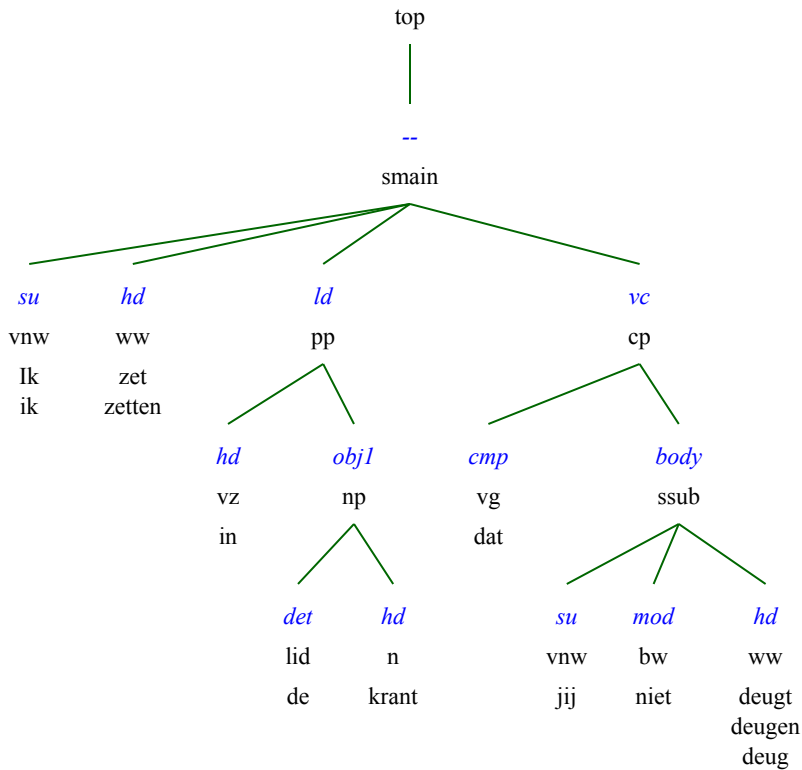 top
--
smain
su hd ld vc
vnw ww pp cp
Ik zet
ik zetten
hd obj1 cmp body
vz np vg ssub
in dat
det hd su mod hd
lid n vnw bw ww
de krant jij niet deugt
deugen
deug